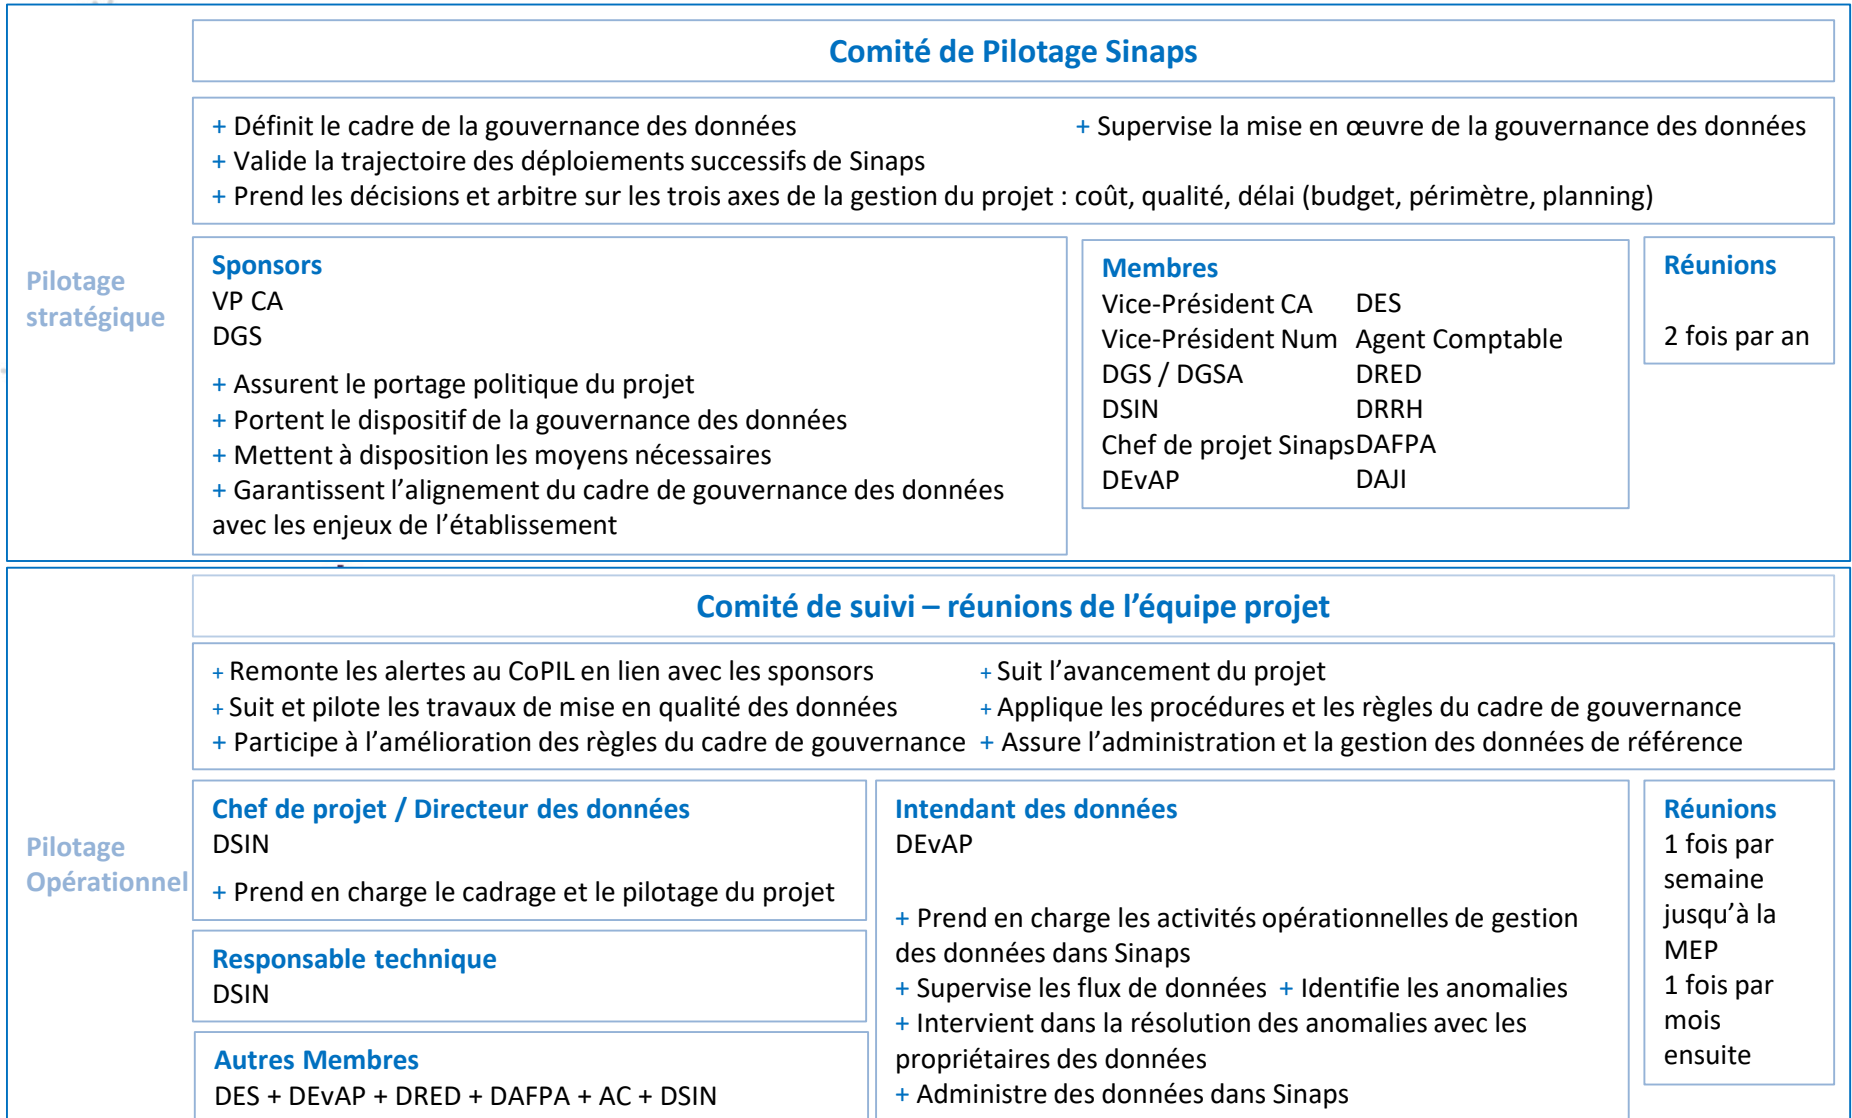 Comité de Pilotage Sinaps
+ Définit le cadre de la gouvernance des données
+ Supervise la mise en œuvre de la gouvernance des données
+ Valide la trajectoire des déploiements successifs de Sinaps
+ Prend les décisions et arbitre sur les trois axes de la gestion du projet : coût, qualité, délai (budget, périmètre, planning)
Pilotage
stratégique
Sponsors
VP CA
DGS
+ Assurent le portage politique du projet
+ Portent le dispositif de la gouvernance des données
+ Mettent à disposition les moyens nécessaires
+ Garantissent l’alignement du cadre de gouvernance des données
avec les enjeux de l’établissement
Membres
Vice-Président CA
Vice-Président Num
DGS / DGSA
DSIN
Chef de projet Sinaps
DEvAP
DES
Agent Comptable
DRED
DRRH
DAFPA
DAJI
Réunions
2 fois par an
Comité de suivi – réunions de l’équipe projet
+ Remonte les alertes au CoPIL en lien avec les sponsors
+ Suit et pilote les travaux de mise en qualité des données
+ Participe à l’amélioration des règles du cadre de gouvernance
+ Suit l’avancement du projet
+ Applique les procédures et les règles du cadre de gouvernance
+ Assure l’administration et la gestion des données de référence
Pilotage
Opérationnel
Chef de projet / Directeur des données
DSIN
+ Prend en charge le cadrage et le pilotage du projet
Responsable technique
DSIN
Autres Membres
DES + DEvAP + DRED + DAFPA + AC + DSIN
Intendant des données
DEvAP
+ Prend en charge les activités opérationnelles de gestion
des données dans Sinaps
+ Supervise les flux de données + Identifie les anomalies
+ Intervient dans la résolution des anomalies avec les
propriétaires des données
+ Administre des données dans Sinaps
Réunions
1 fois par
semaine
jusqu’à la
MEP
1 fois par
mois
ensuite